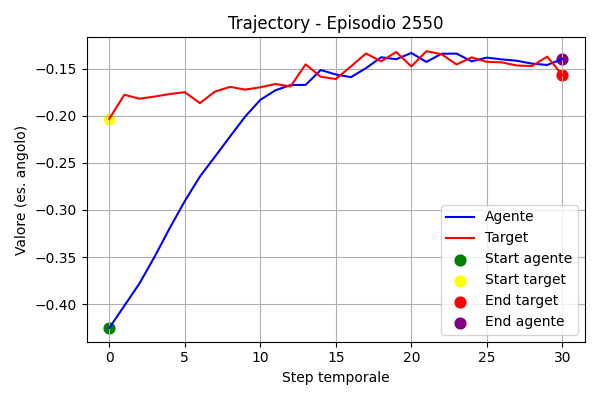 Trajectory - Episodio 2550
Valore (es. angolo)
−0.15
−0.20
−0.25
−0.30
−0.35
−0.40
0
5
10
15
20
25
30
Step temporale
Agente
Target
Start agente
Start target
End target
End agente